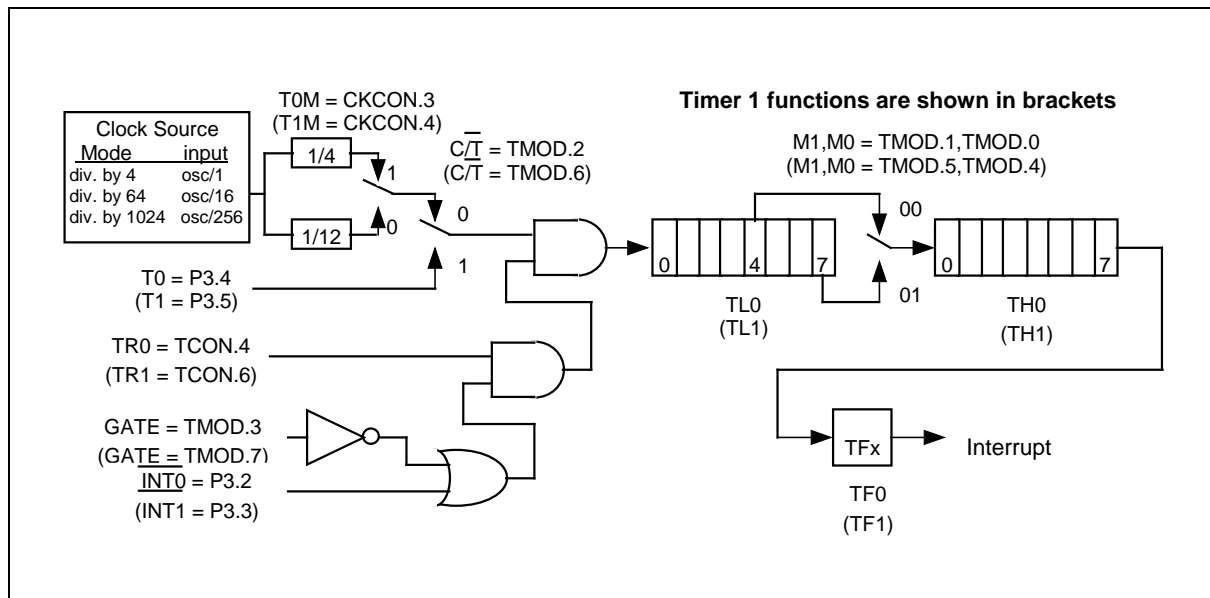 T0M = CKCON.3
(T1M = CKCON.4)
Timer 1 functions are shown in brackets
Clock Source
Mode input
div. by 4 osc/1
div. by 64 osc/16
div. by 1024 osc/256
1/4
1/12
1
0
C/T̅ = TMOD.2
(C/T̅ = TMOD.6)
0
1
M1,M0 = TMOD.1,TMOD.0
(M1,M0 = TMOD.5,TMOD.4)
00
01
0 4 7
0 7
TL0
(TL1)
TH0
(TH1)
T0 = P3.4
(T1 = P3.5)
TR0 = TCON.4
(TR1 = TCON.6)
GATE = TMOD.3
(GATE = TMOD.7)
I̅N̅T̅0̅ = P3.2
(I̅N̅T̅1̅ = P3.3)
TFx
Interrupt
TF0
(TF1)